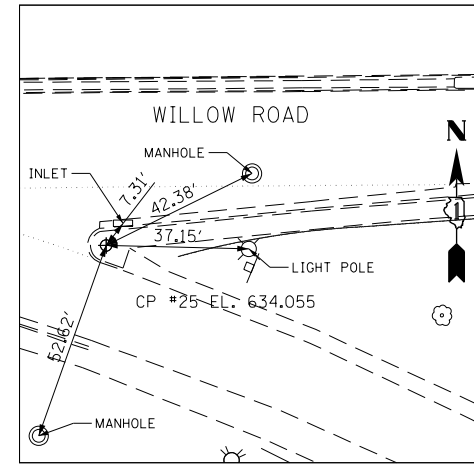 WILLOW ROAD
N
MANHOLE
INLET
7.31'
42.38'
37.15'
LIGHT POLE
CP #25 EL. 634.055
52.62'
MANHOLE